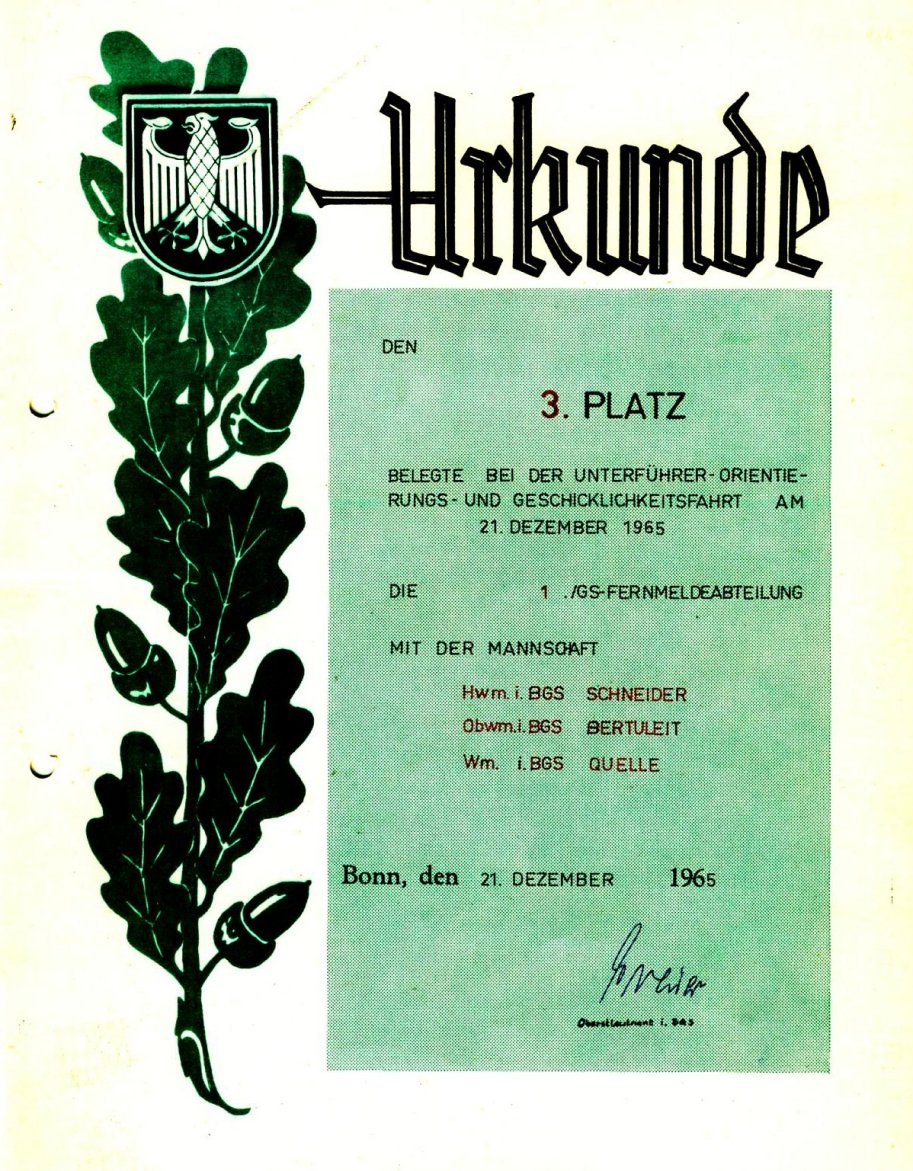 Urkunde
DEN
3. PLATZ
BELEGTE BEI DER UNTERFÜHRER-ORIENTIE-
RUNGS- UND GESCHICKLICHKEITSFAHRT AM
21. DEZEMBER 1965
DIE 1 ./GS-FERNMELDEABTEILUNG
MIT DER MANNSCHAFT
Hwm. i. BGS SCHNEIDER
Obwm. i. BGS BERTULEIT
Wm. i. BGS QUELLE
Bonn, den 21. DEZEMBER 1965
Oberstleutnant i. BGS